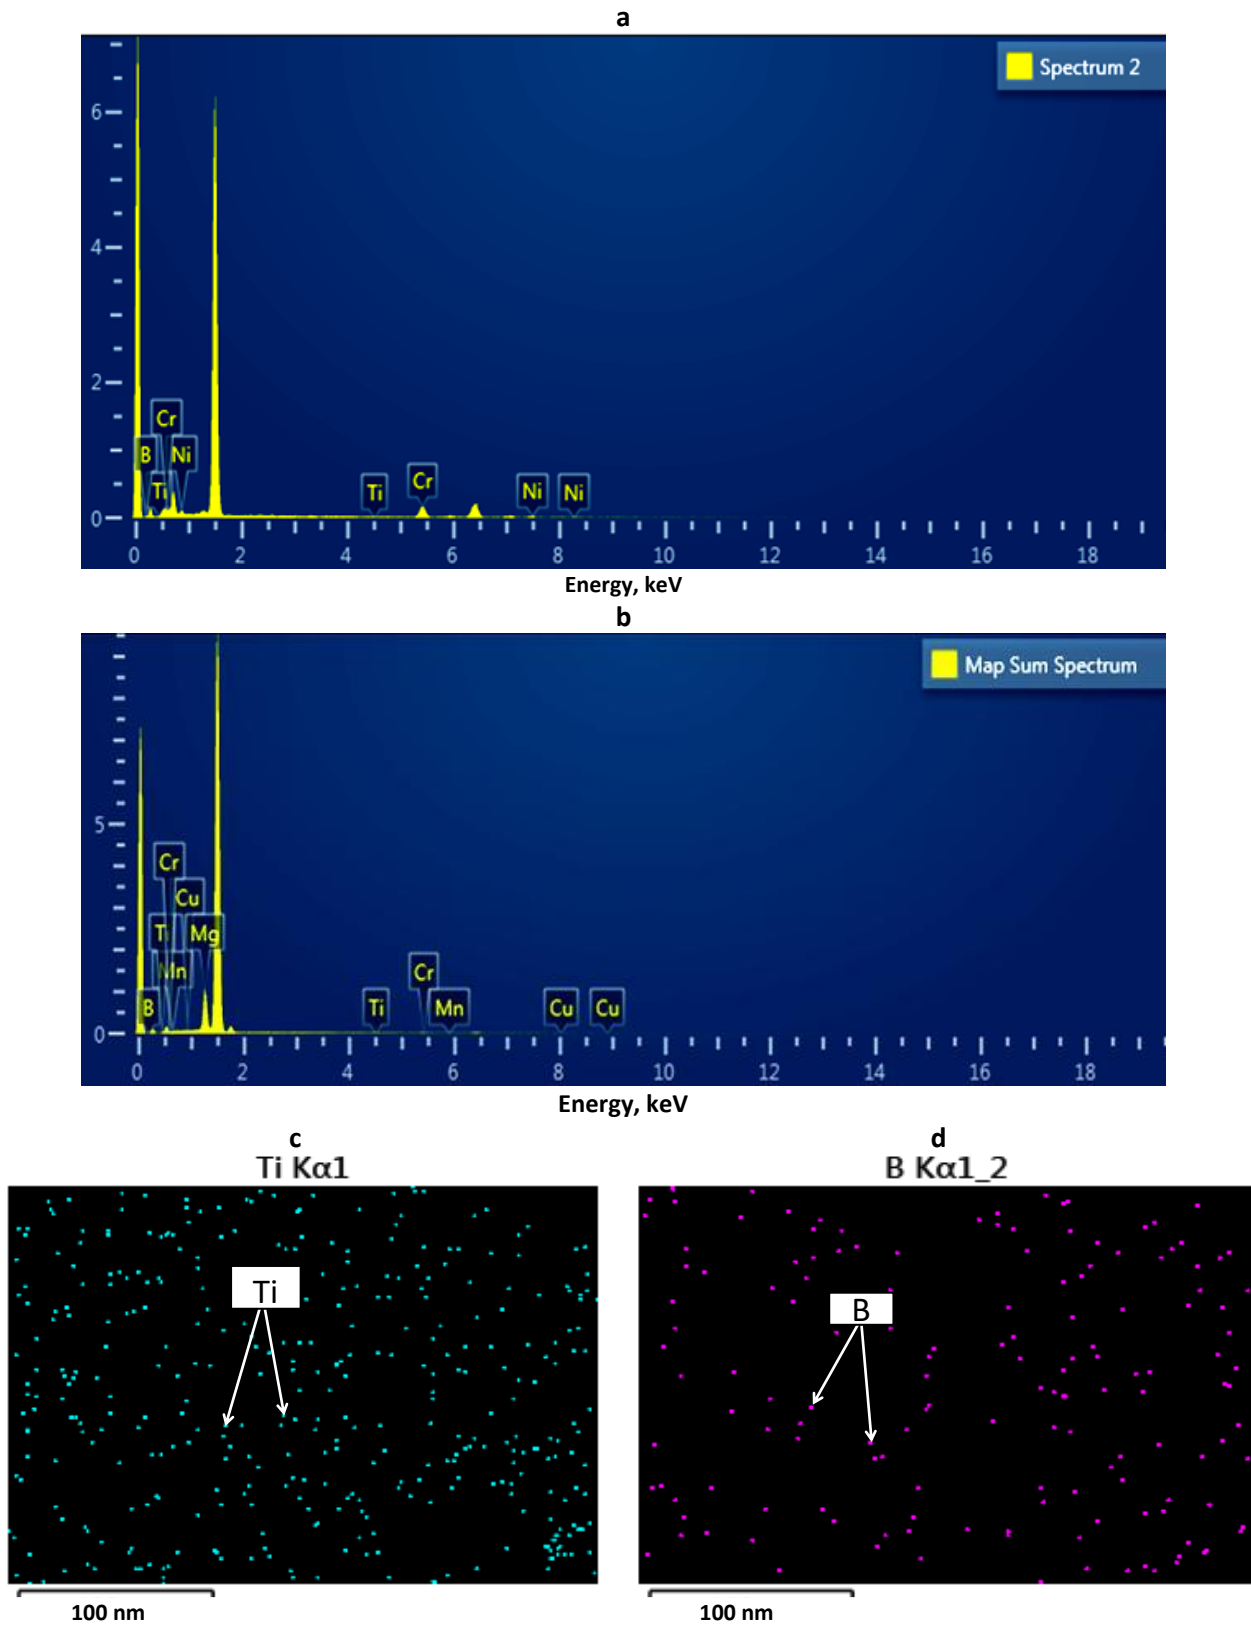 a
Spectrum 2
6
4
2
0
Cr
B
Ni
Ti
Ti
Cr
Ni
Ni
0 2 4 6 8 10 12 14 16 18
Energy, keV
b
Map Sum Spectrum
5
0
Cr
Cu
Ti
Mg
Mn
B
Ti
Cr
Mn
Cu
Cu
0 2 4 6 8 10 12 14 16 18
Energy, keV
c
Ti Kα1
Ti
100 nm
d
B Kα1_2
B
100 nm